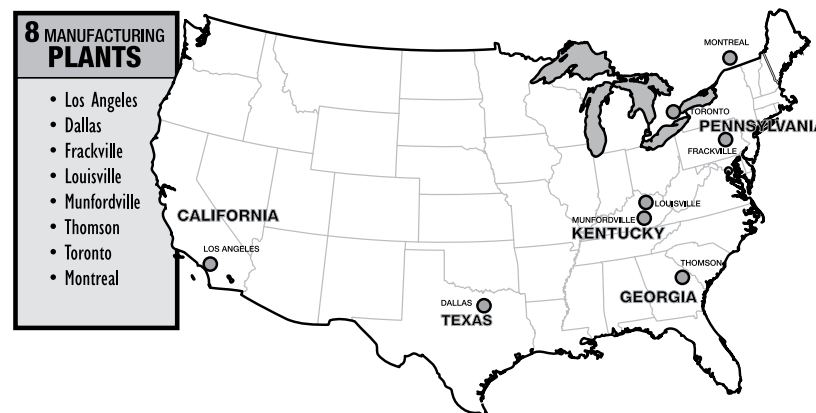 8 MANUFACTURING
PLANTS
• Los Angeles
• Dallas
• Frackville
• Louisville
• Munfordville
• Thomson
• Toronto
• Montreal
MONTREAL
TORONTO
PENNSYLVANIA
FRACKVILLE
LOUISVILLE
MUNFORDVILLE
KENTUCKY
CALIFORNIA
LOS ANGELES
THOMSON
GEORGIA
DALLAS
TEXAS